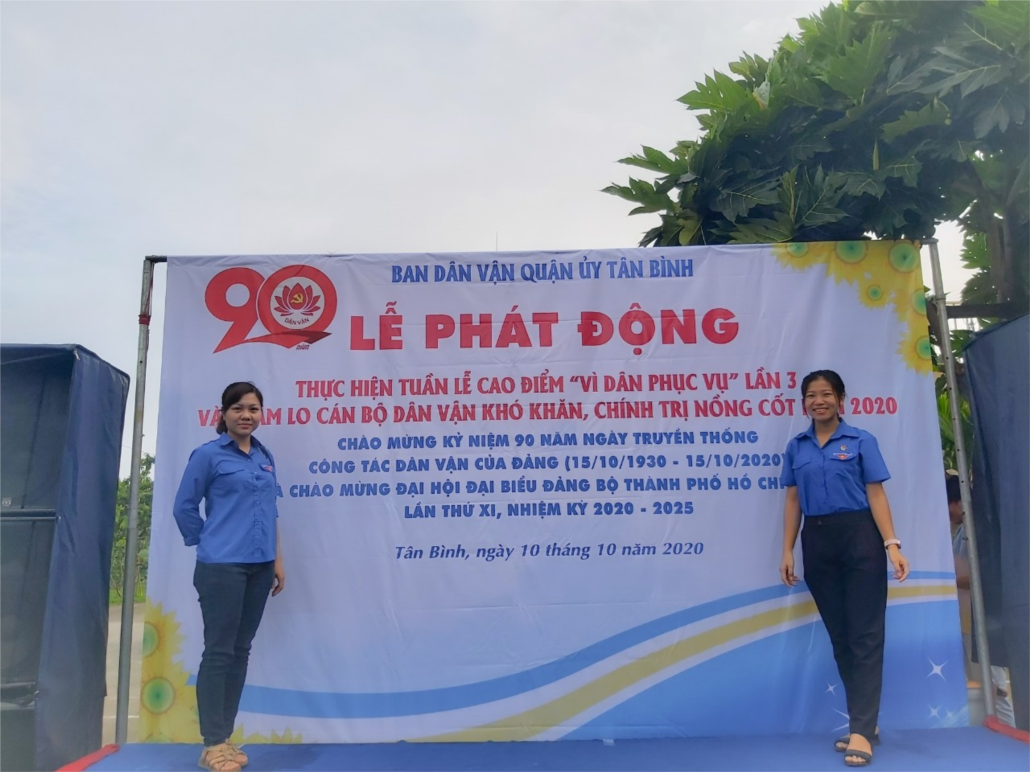 BAN DÂN VẬN QUẬN ỦY TÂN BÌNH
90
DÂN VẬN
năm
LỄ PHÁT ĐỘNG
THỰC HIỆN TUẦN LỄ CAO ĐIỂM "VÌ DÂN PHỤC VỤ" LẦN 3
LO CÁN BỘ DÂN VẬN KHÓ KHĂN, CHÍNH TRỊ NÒNG CỐT 2020
CHÀO MỪNG KỶ NIỆM 90 NĂM NGÀY TRUYỀN THỐNG
CÔNG TÁC DÂN VẬN CỦA ĐẢNG (15/10/1930 - 15/10/2020)
CHÀO MỪNG ĐẠI HỘI ĐẠI BIỂU ĐẢNG BỘ THÀNH PHỐ HỒ CHÍ
LẦN THỨ XI, NHIỆM KỲ 2020 - 2025
Tân Bình, ngày 10 tháng 10 năm 2020